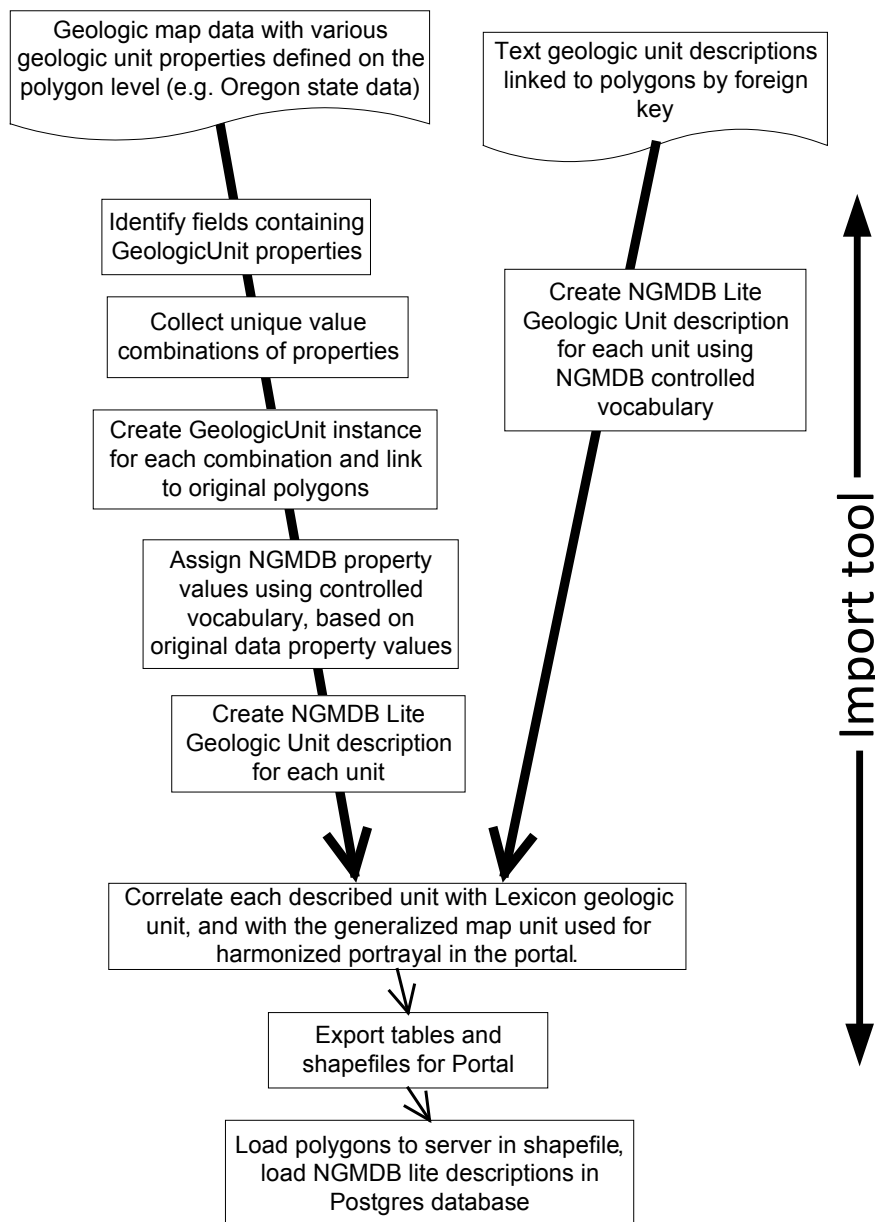 Geologic map data with various
geologic unit properties defined on the
polygon level (e.g. Oregon state data)
Text geologic unit descriptions
linked to polygons by foreign
key
Identify fields containing
GeologicUnit properties
Collect unique value
combinations of properties
Create GeologicUnit instance
for each combination and link
to original polygons
Assign NGMDB property
values using controlled
vocabulary, based on
original data property values
Create NGMDB Lite
Geologic Unit description
for each unit
Create NGMDB Lite
Geologic Unit description
for each unit using
NGMDB controlled
vocabulary
Import tool
Correlate each described unit with Lexicon geologic
unit, and with the generalized map unit used for
harmonized portrayal in the portal.
Export tables and
shapefiles for Portal
Load polygons to server in shapefile,
load NGMDB lite descriptions in
Postgres database